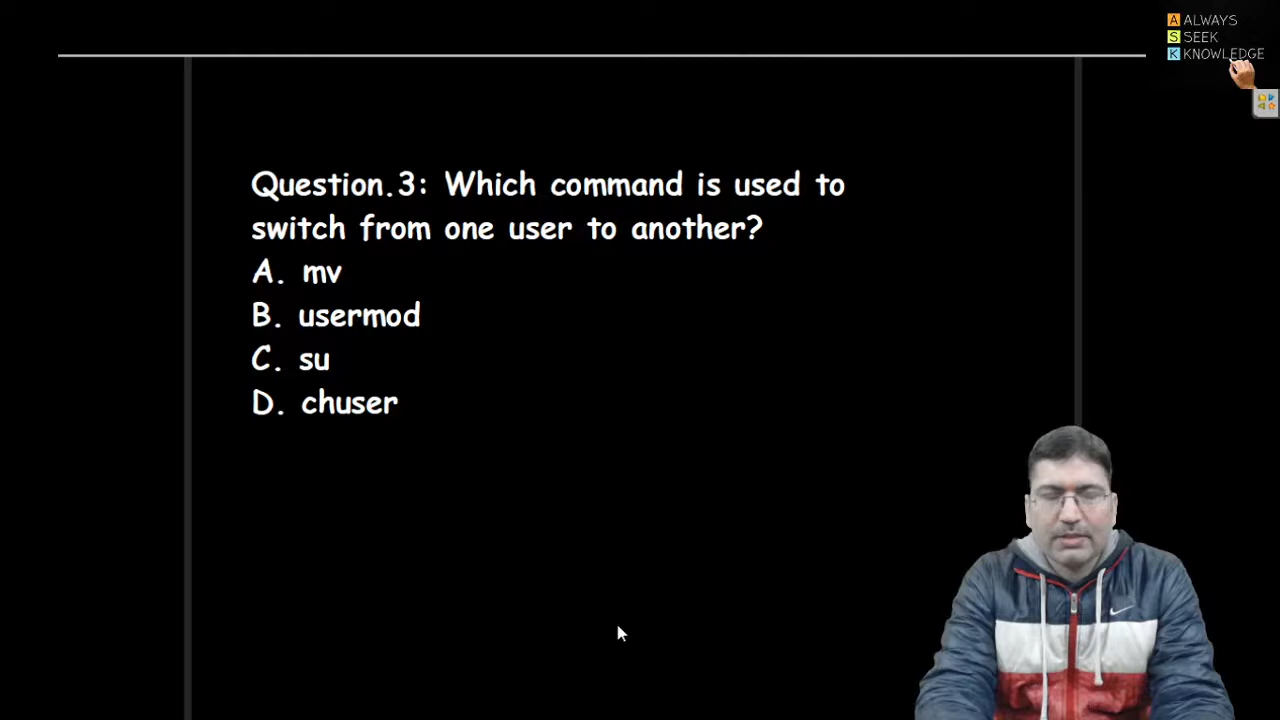 A ALWAYS
S SEEK
K KNOWLEDGE
Question.3: Which command is used to
switch from one user to another?
A. mv
B. usermod
C. su
D. chuser